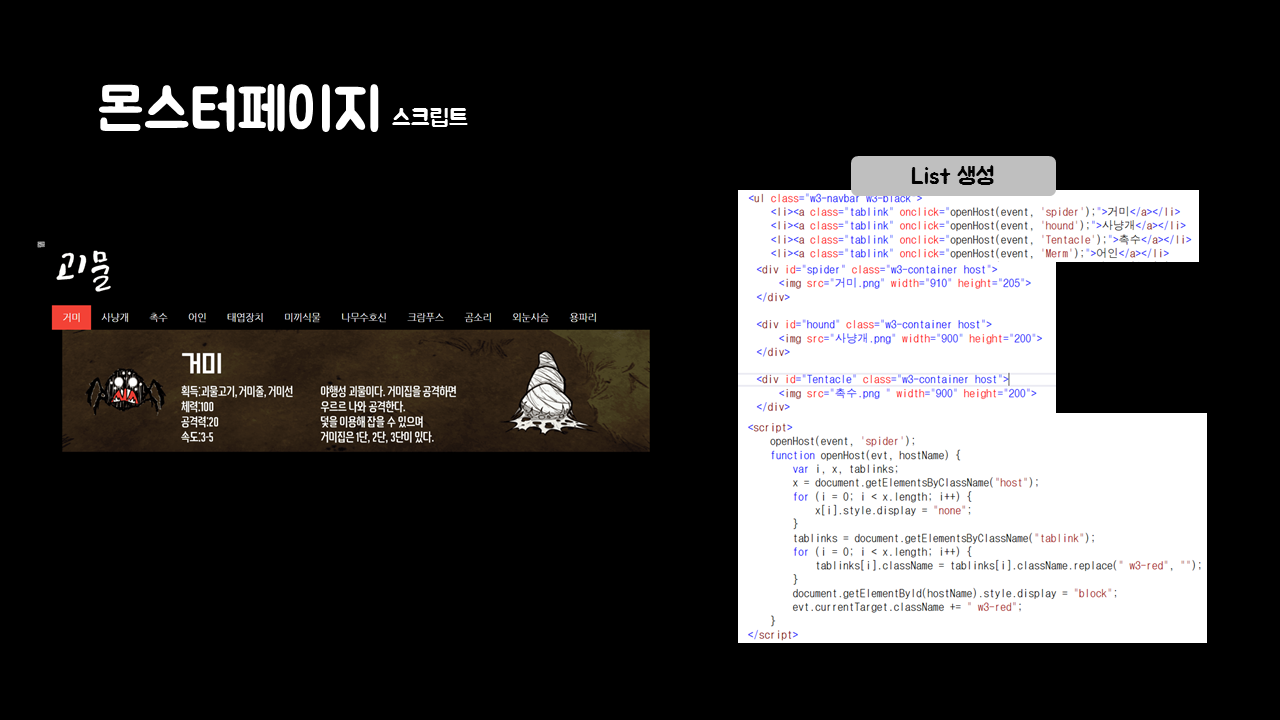 몬스터페이지 스크립트
괴물
거미 사냥개 촉수 어인 태엽장치 미끼식물 나무수호신 크람푸스 곰소리 외눈사슴 용파리
거미
획득:괴물고기, 거미줄, 거미선
체력:100
공격력:20
속도:3-5
야행성 괴물이다. 거미집을 공격하면
우르르 나와 공격한다.
덫을 미용해 잡을 수 있으며
거미집은 1단, 2단, 3단이 있다.
List 생성
<ul class="w3-navbar w3-black">
<li><a class="tablink" onclick="openHost(event, 'spider');">거미</a></li>
<li><a class="tablink" onclick="openHost(event, 'hound');">사냥개</a></li>
<li><a class="tablink" onclick="openHost(event, 'Tentacle');">촉수</a></li>
<li><a class="tablink" onclick="openHost(event, 'Merm');">어인</a></li>
<div id="spider" class="w3-container host">
<img src="거미.png" width="910" height="205">
</div>
<div id="hound" class="w3-container host">
<img src="사냥개.png" width="900" height="200">
</div>
<div id="Tentacle" class="w3-container host">
<img src="촉수.png " width="900" height="200">
</div>
<script>
openHost(event, 'spider');
function openHost(evt, hostName) {
var i, x, tablinks;
x = document.getElementsByClassName("host");
for (i = 0; i < x.length; i++) {
x[i].style.display = "none";
}
tablinks = document.getElementsByClassName("tablink");
for (i = 0; i < x.length; i++) {
tablinks[i].className = tablinks[i].className.replace(" w3-red", "");
}
document.getElementById(hostName).style.display = "block";
evt.currentTarget.className += " w3-red";
}
</script>